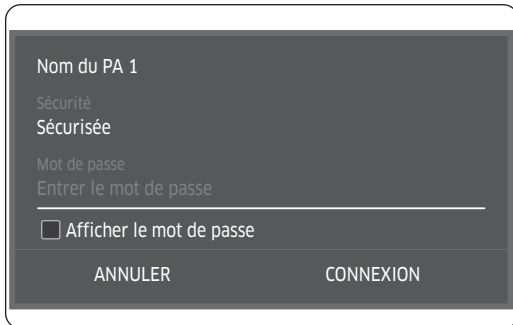 Nom du PA 1
Sécurité
Sécurisée
Mot de passe
Entrer le mot de passe
Afficher le mot de passe
ANNULER CONNEXION